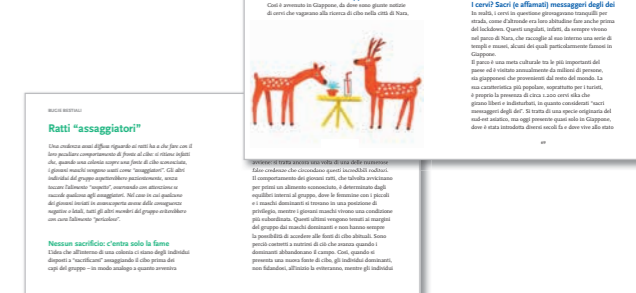 Così è avvenuto in Giappone, da dove sono giunte notizie
di cervi che vagavano alla ricerca di cibo nella città di Nara,
I cervi? Sacri (e affamati) messaggeri degli dei
In realtà, i cervi in questione girovagavano tranquilli per
strada, come d'altronde era loro abitudine fare anche prima
del lockdown. Questi ungulati, infatti, da sempre vivono
nel parco di Nara, che raccoglie al suo interno una serie di
templi e musei, alcuni dei quali particolarmente famosi in
Giappone.
Il parco è una meta culturale tra le più importanti del
paese ed è visitato annualmente da milioni di persone,
sia giapponesi che provenienti dal resto del mondo. La
sua caratteristica più popolare, soprattutto per i turisti,
è proprio la presenza di circa 1.200 cervi sika che
girano liberi e indisturbati, in quanto considerati "sacri
messaggeri degli dei". Si tratta di una specie originaria del
sud-est asiatico, ma oggi presente quasi solo in Giappone,
dove è stata introdotta diversi secoli fa e dove vive allo stato
69
BUGIE BESTIALI
Ratti "assaggiatori"
Una credenza assai diffusa riguardo ai ratti ha a che fare con il
loro peculiare comportamento di fronte al cibo: si ritiene infatti
che, quando una colonia scopre una fonte di cibo sconosciuta,
i giovani maschi vengano usati come "assaggiatori". Gli altri
individui del gruppo aspetterebbero pazientemente, senza
toccare l'alimento "sospetto", osservando con attenzione se
succede qualcosa agli assaggiatori. Nel caso in cui qualcuno
dei giovani inviati in avanscoperta avesse delle conseguenze
negative o letali, tutti gli altri membri del gruppo eviterebbero
con cura l'alimento "pericoloso".
Nessun sacrificio: c'entra solo la fame
L'idea che all'interno di una colonia ci siano degli individui
disposti a "sacrificarsi" assaggiando il cibo prima dei
capi del gruppo – in modo analogo a quanto avveniva
avviene: si tratta ancora una volta di una delle numerose
false credenze che circondano questi incredibili roditori.
Il comportamento dei giovani ratti, che talvolta avvicinano
per primi un alimento sconosciuto, è determinato dagli
equilibri interni al gruppo, dove le femmine con i piccoli
e i maschi dominanti si trovano in una posizione di
privilegio, mentre i giovani maschi vivono una condizione
più subordinata. Questi ultimi vengono tenuti ai margini
del gruppo dai maschi dominanti e non hanno sempre
la possibilità di accedere alle fonti di cibo abituali. Sono
perciò costretti a nutrirsi di ciò che avanza quando i
dominanti abbandonano il campo. Così, quando si
presenta una nuova fonte di cibo, gli individui dominanti,
non fidandosi, all'inizio la eviteranno, mentre gli individui